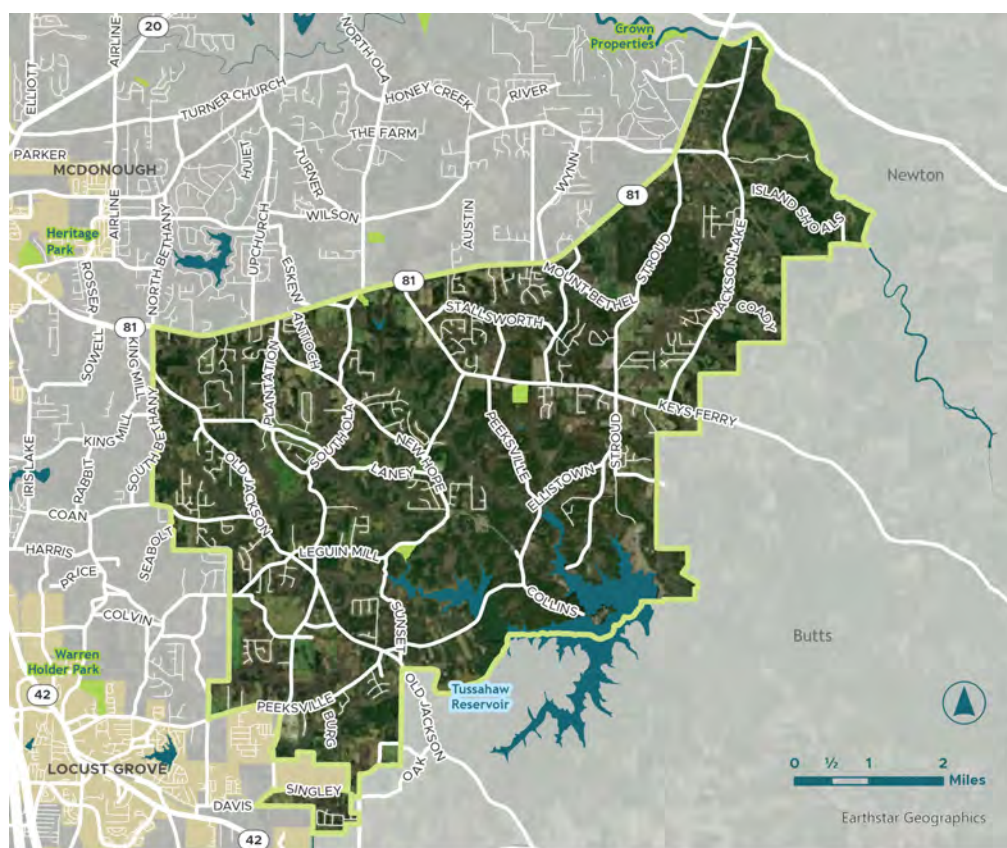 20
ELLIOTT
AIRLINE
NORTH OLA
Crown
Properties
TURNER CHURCH
HONEY CREEK
RIVER
THE FARM
PARKER
MCDONOUGH
HUIET
TURNER
WYNN
Newton
AIRLINE
WILSON
AUSTIN
81
ISLAND SHOALS
Heritage
Park
ROSSER
NORTH BETHANY
UPCHURCH
ESKEW
81
MOUNT BETHEL
STROUD
JACKSON LAKE
81
SOWELL
KING MILL
ANTIOCH
STALLSWORTH
COADY
PLANTATION
KEYS FERRY
IRIS LAKE
KING MILL
RABBIT
SOUTH BETHANY
OLD JACKSON
SOUTH OLA
NEW HOPE
LANEY
PEEKSVILLE
ELLISTOWN
STROUD
COAN
HARRIS
PRICE
SEABOLT
LEGUIN MILL
COLVIN
SUNSET
COLLINS
Butts
Warren
Holder Park
42
PEEKSVILLE
BURG
OLD JACKSON
Tussahaw
Reservoir
LOCUST GROVE
OAK
SINGLEY
DAVIS
42
0 ½ 1 2
Miles
Earthstar Geographics